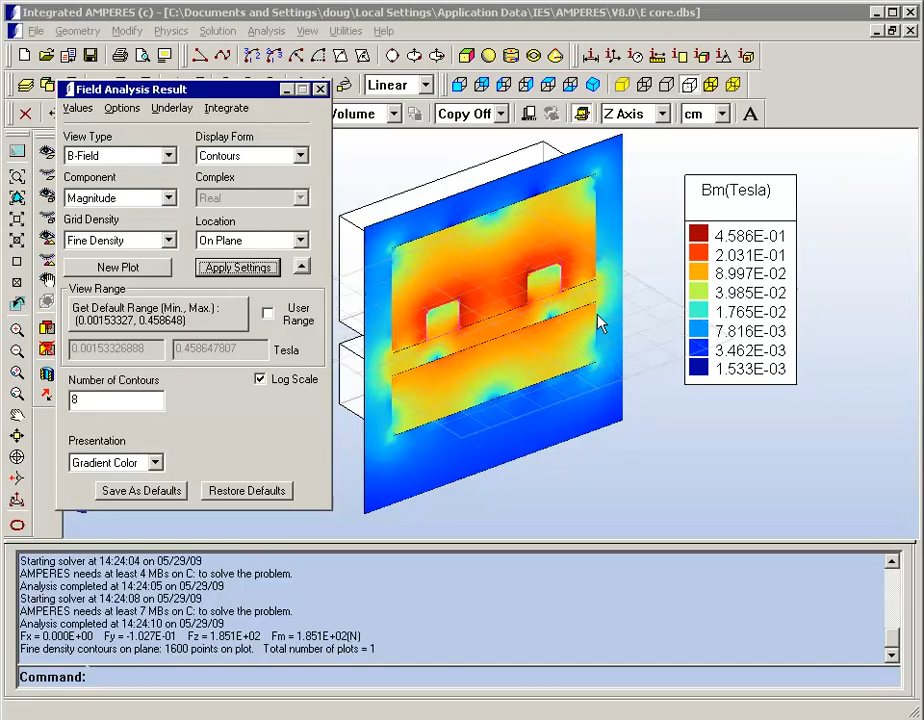 Integrated AMPERES (c) - [C:\Documents and Settings\doug\Local Settings\Application Data\IES\AMPERES\V8.0\E core.dbs]
File Geometry Modify Physics Solution Analysis View Utilities Help
Linear
Volume Copy Off Z Axis cm A
Field Analysis Result
Values Options Underlay Integrate
View Type Display Form
B-Field Contours
Component Complex
Magnitude Real
Grid Density Location
Fine Density On Plane
New Plot Apply Settings
View Range
Get Default Range (Min., Max.) :
(0.00153327, 0.458648)
User
Range
0.00153326888 0.458647807 Tesla
Number of Contours Log Scale
8
Presentation
Gradient Color
Save As Defaults Restore Defaults
Bm(Tesla)
4.586E-01
2.031E-01
8.997E-02
3.985E-02
1.765E-02
7.816E-03
3.462E-03
1.533E-03
Starting solver at 14:24:04 on 05/29/09
AMPERES needs at least 4 MBs on C: to solve the problem.
Analysis completed at 14:24:05 on 05/29/09
Starting solver at 14:24:08 on 05/29/09
AMPERES needs at least 7 MBs on C: to solve the problem.
Analysis completed at 14:24:10 on 05/29/09
Fx = 0.000E+00 Fy = -1.027E-01 Fz = 1.851E+02 Fm = 1.851E+02(N)
Fine density contours on plane: 1600 points on plot. Total number of plots = 1
Command: